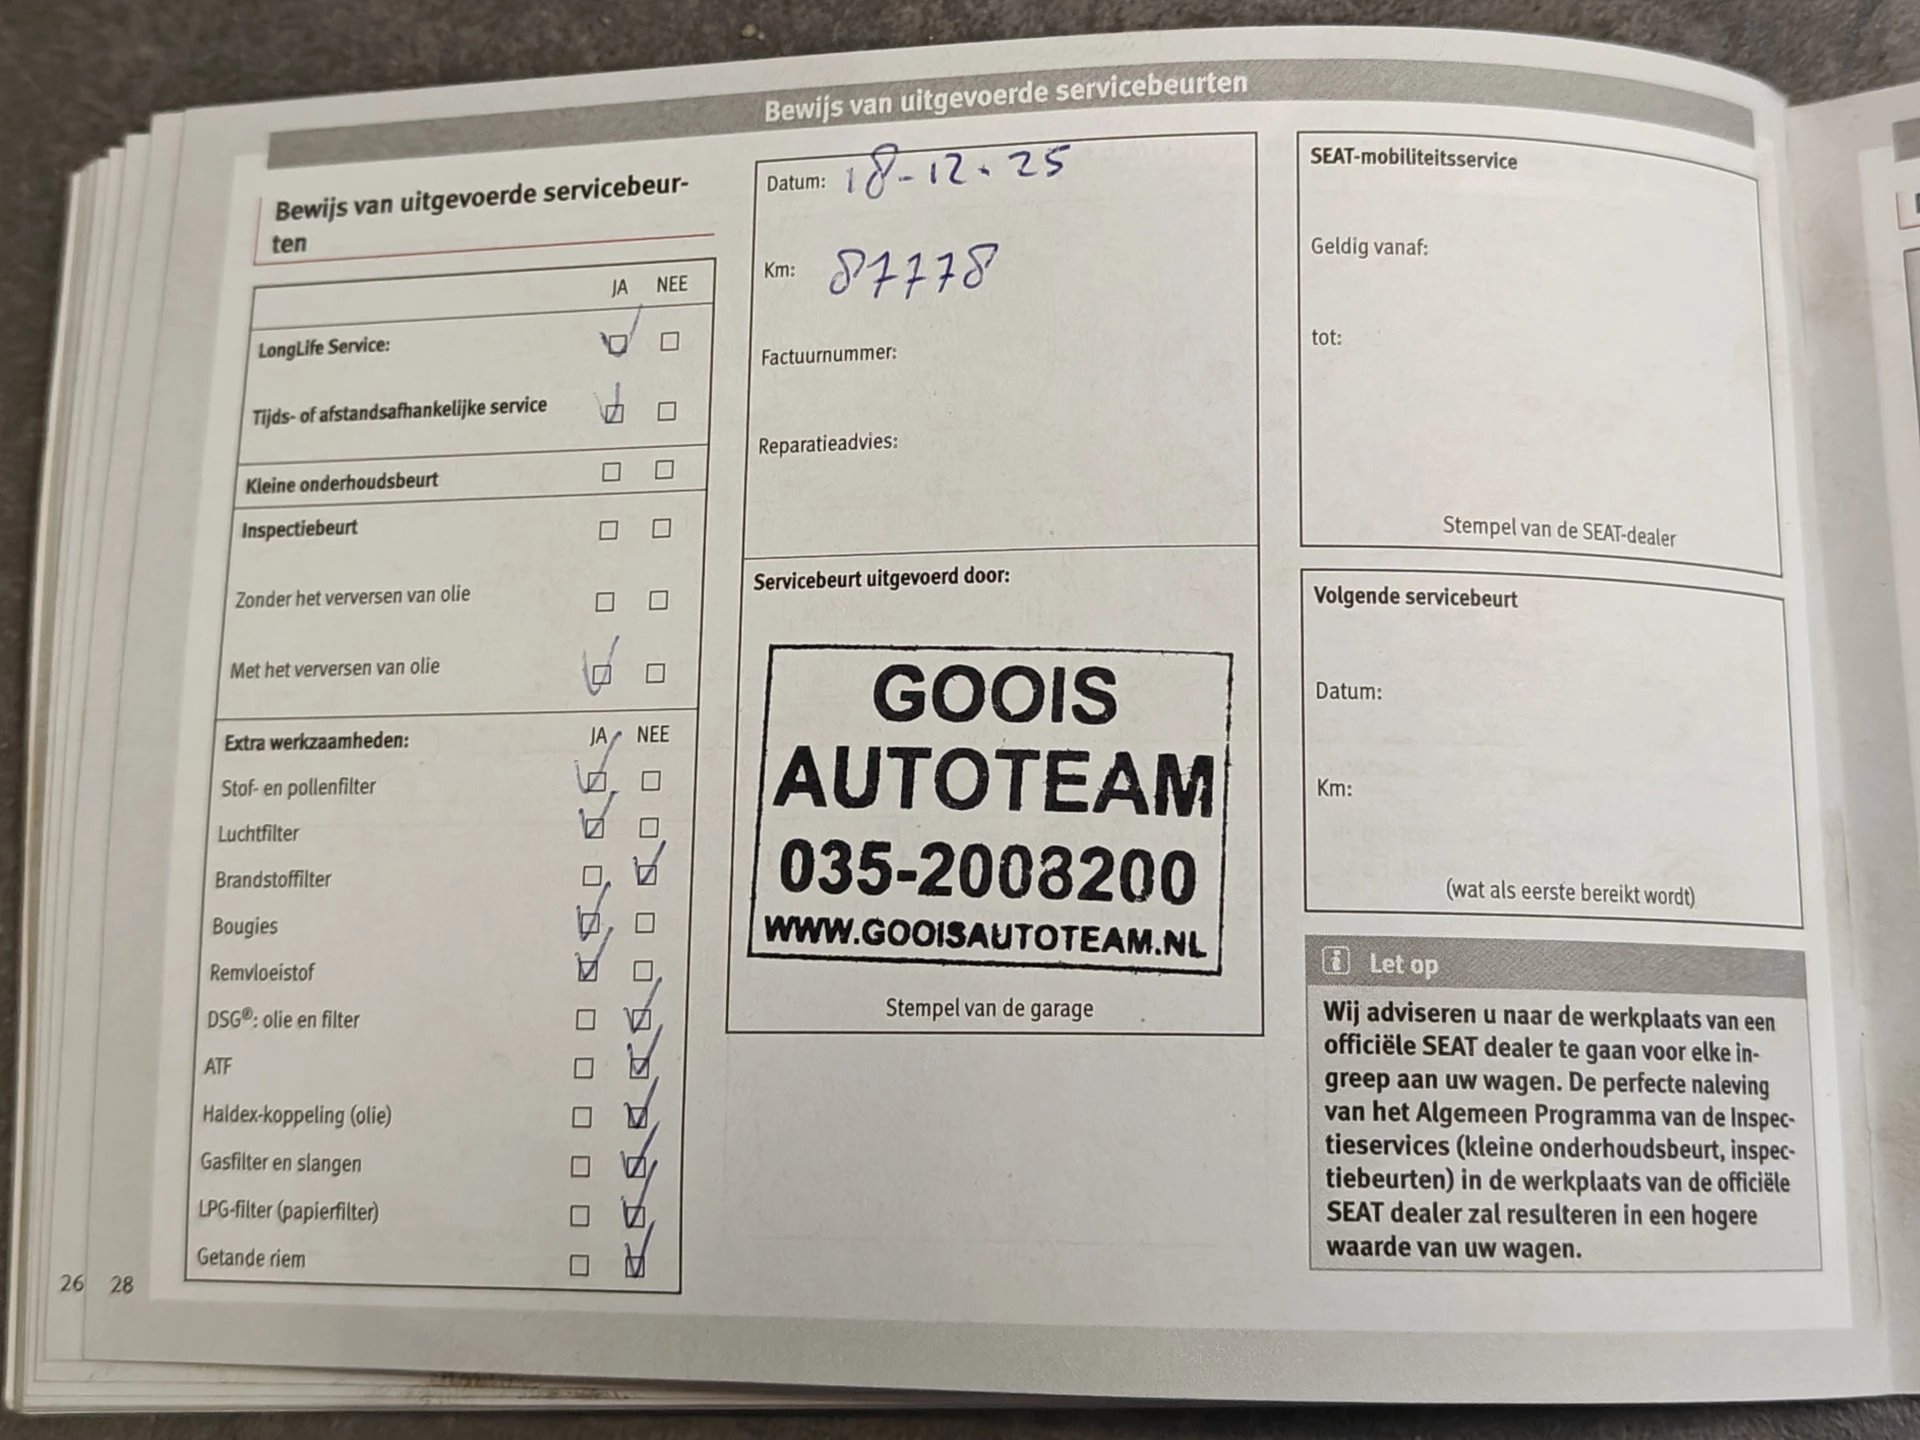 Bewijs van uitgevoerde servicebeurten
Bewijs van uitgevoerde servicebeur-
ten
JA NEE
LongLife Service:
Tijds- of afstandsafhankelijke service
Kleine onderhoudsbeurt
Inspectiebeurt
Zonder het verversen van olie
Met het verversen van olie
Extra werkzaamheden: JA NEE
Stof- en pollenfilter
Luchtfilter
Brandstoffilter
Bougies
Remvloeistof
DSG®: olie en filter
ATF
Haldex-koppeling (olie)
Gasfilter en slangen
LPG-filter (papierfilter)
Getande riem
26 28
Datum: 18-12-25
Km: 87778
Factuurnummer:
Reparatieadvies:
Servicebeurt uitgevoerd door:
GOOIS
AUTOTEAM
035-2008200
WWW.GOOISAUTOTEAM.NL
Stempel van de garage
SEAT-mobiliteitsservice
Geldig vanaf:
tot:
Stempel van de SEAT-dealer
Volgende servicebeurt
Datum:
Km:
(wat als eerste bereikt wordt)
Let op
Wij adviseren u naar de werkplaats van een
officiële SEAT dealer te gaan voor elke in-
greep aan uw wagen. De perfecte naleving
van het Algemeen Programma van de Inspec-
tieservices (kleine onderhoudsbeurt, inspec-
tiebeurten) in de werkplaats van de officiële
SEAT dealer zal resulteren in een hogere
waarde van uw wagen.